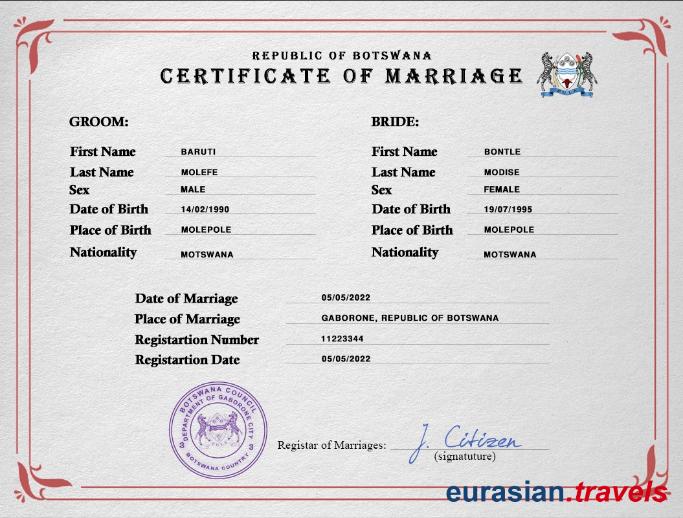 REPUBLIC OF BOTSWANA
CERTIFICATE OF MARRIAGE
GROOM:
BRIDE:
First Name BARUTI
First Name BONTLE
Last Name MOLEFE
Last Name MODISE
Sex MALE
Sex FEMALE
Date of Birth 14/02/1990
Date of Birth 19/07/1995
Place of Birth MOLEPOLE
Place of Birth MOLEPOLE
Nationality MOTSWANA
Nationality MOTSWANA
Date of Marriage 05/05/2022
Place of Marriage GABORONE, REPUBLIC OF BOTSWANA
Registartion Number 11223344
Registartion Date 05/05/2022
BOTSWANA COUNCIL
DEPARTMENT OF GABORONE CITY
BOTSWANA COUNTRY
Registar of Marriages: J. Citizen
(signatuture)
eurasian.travels